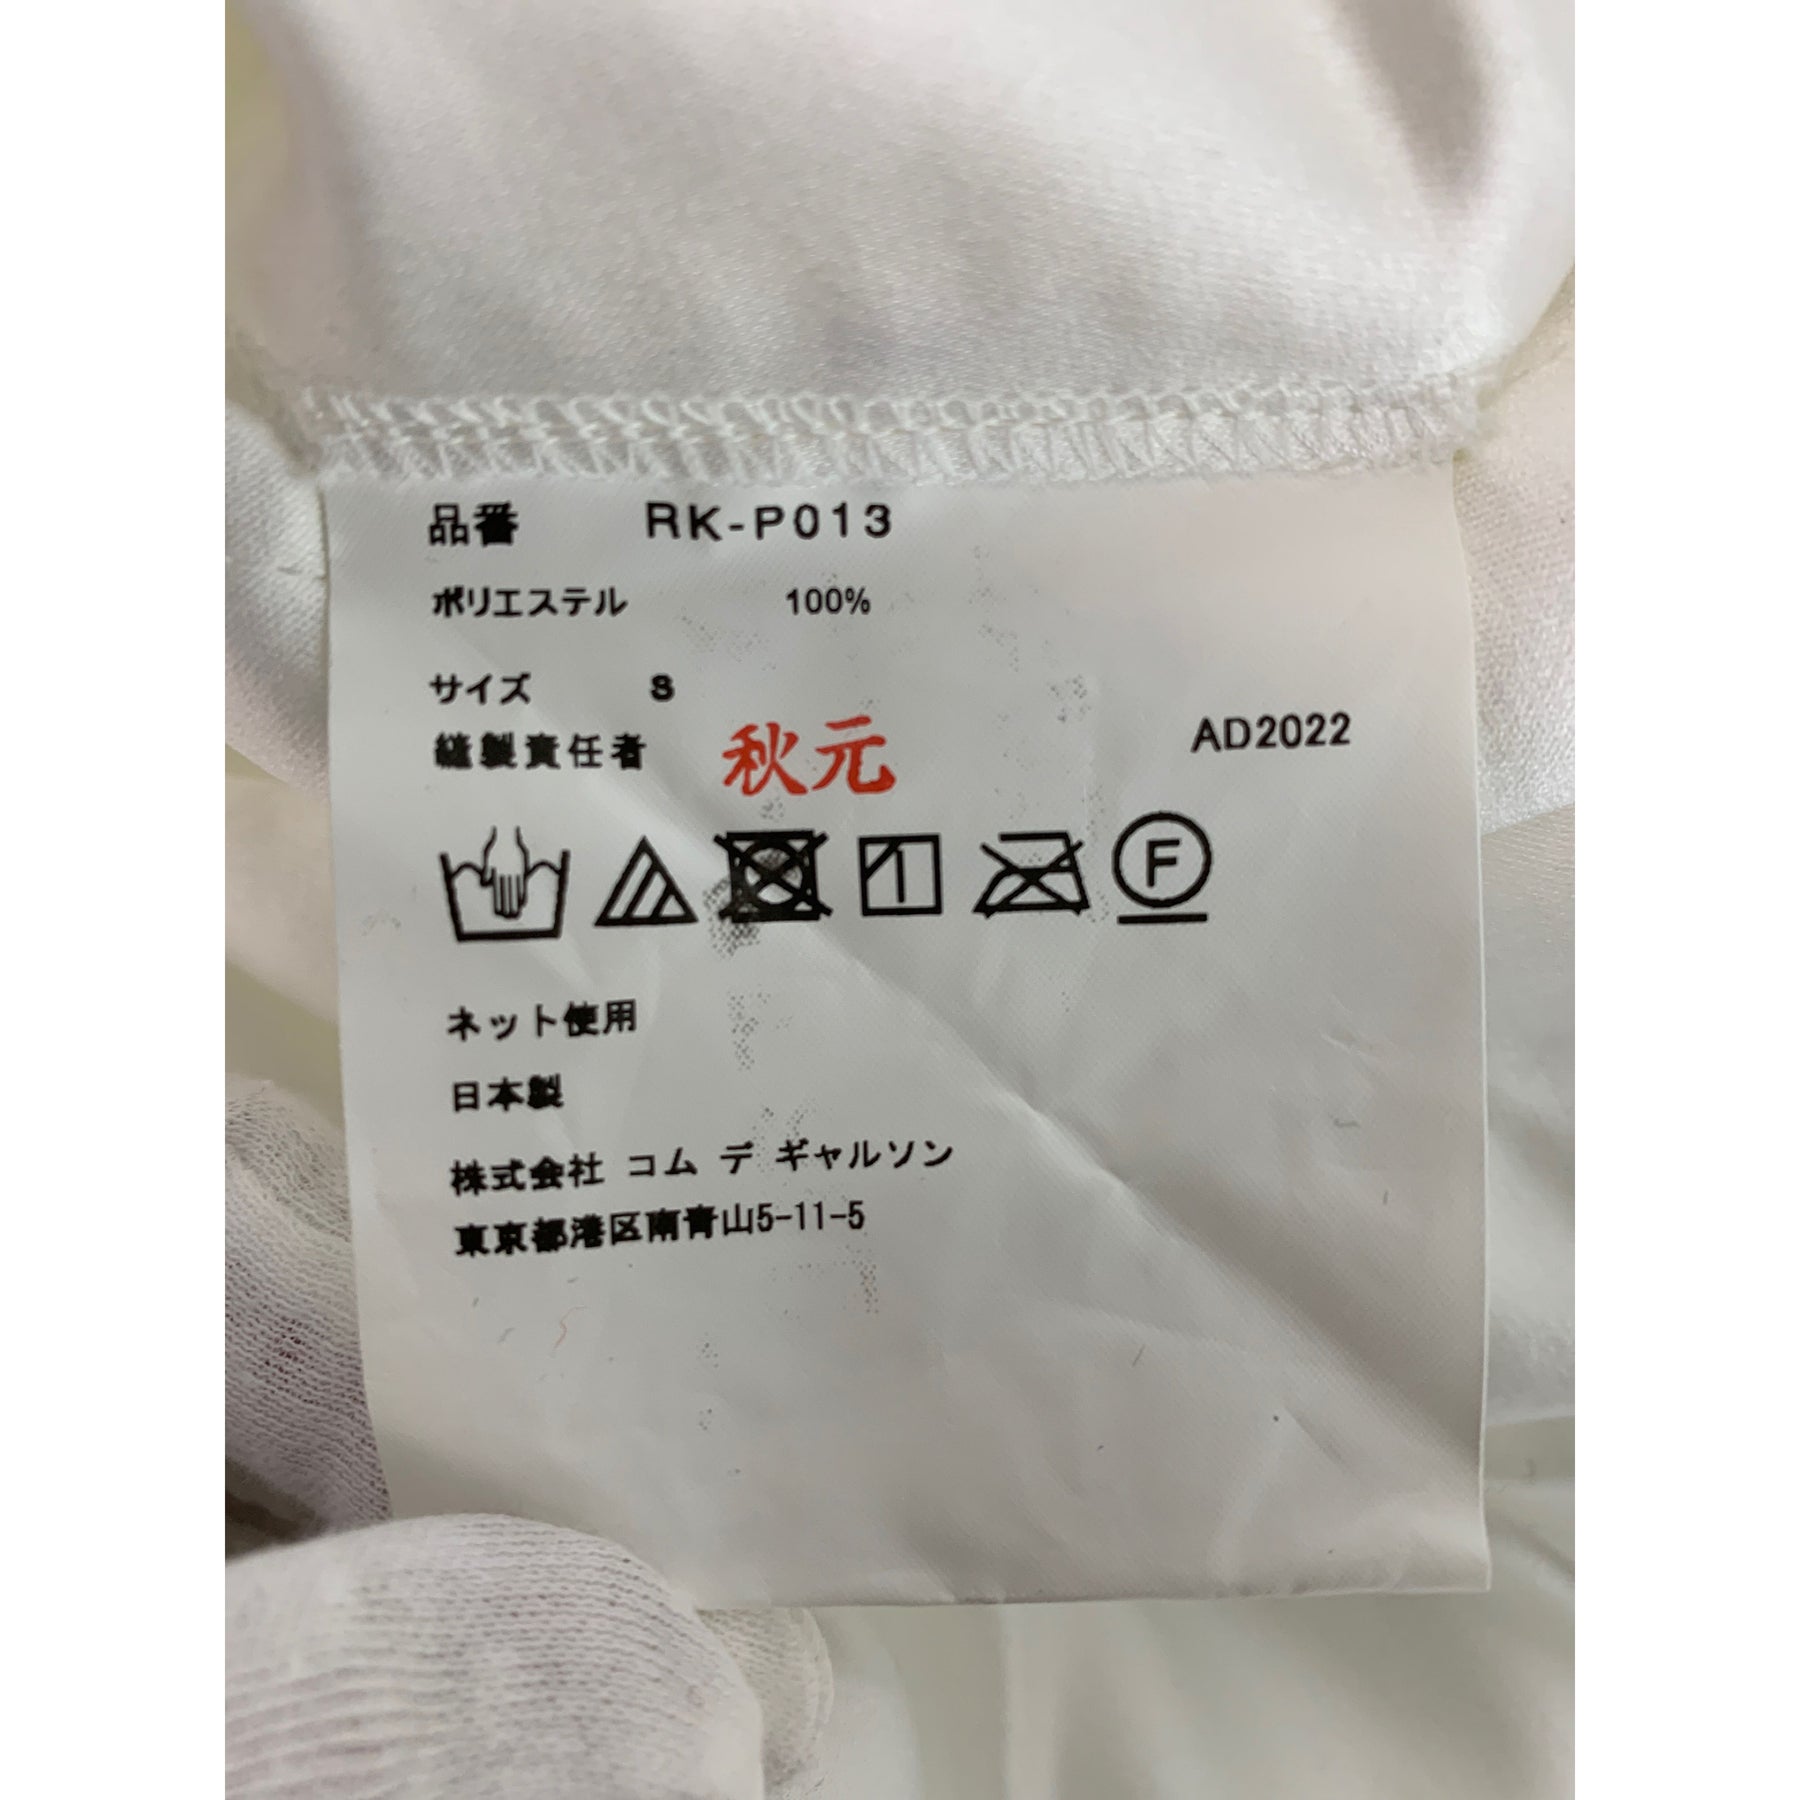 品番 RK-P013
ポリエステル 100%
サイズ S
縫製責任者 秋元 AD2022
F
ネット使用
日本製
株式会社 コム デ ギャルソン
東京都港区南青山5-11-5